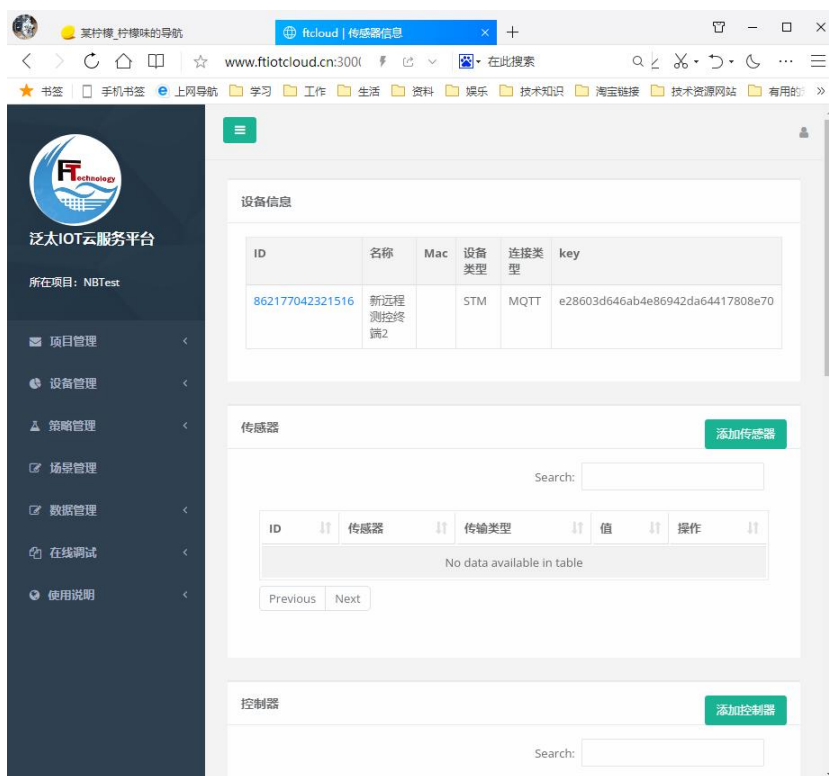 某柠檬_柠檬味的导航
ftcloud | 传感器信息
www.ftiotcloud.cn:300
在此搜索
书签 手机书签 上网导航 学习 工作 生活 资料 娱乐 技术知识 淘宝链接 技术资源网站 有用的
FT
echnology
泛太IOT云服务平台
所在项目：NBTest
项目管理
设备管理
策略管理
场景管理
数据管理
在线调试
使用说明
设备信息
ID 名称 Mac 设备类型 连接类型 key
862177042321516 新远程测控终端2 STM MQTT e28603d646ab4e86942da64417808e70
传感器 添加传感器
Search:
ID 传感器 传输类型 值 操作
No data available in table
Previous Next
控制器 添加控制器
Search: